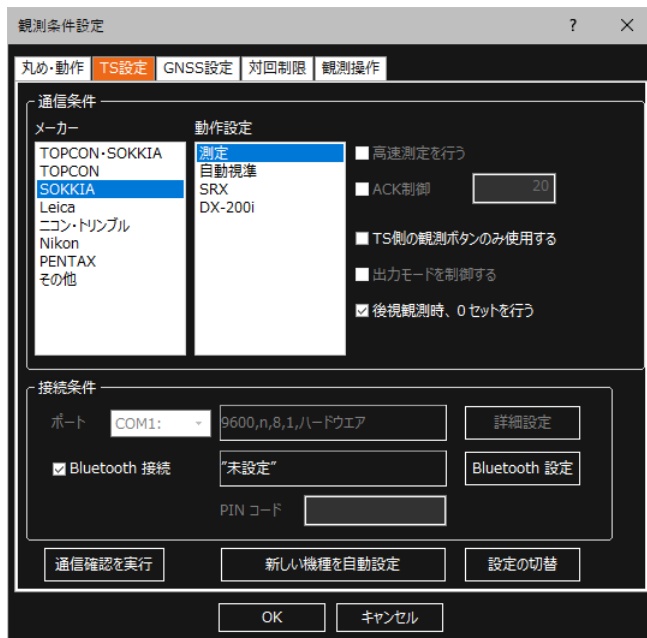 観測条件設定 ? ×
丸め・動作 TS設定 GNSS設定 対回制限 観測操作
通信条件
メーカー
TOPCON・SOKKIA
TOPCON
SOKKIA
Leica
ニコン・トリンブル
Nikon
PENTAX
その他
動作設定
測定
自動視準
SRX
DX-200i
高速測定を行う
ACK制御 20
TS側の観測ボタンのみ使用する
出力モードを制御する
後視観測時、0セットを行う
接続条件
ポート COM1: 9600,n,8,1,ハードウエア 詳細設定
Bluetooth 接続 "未設定" Bluetooth 設定
PIN コード
通信確認を実行 新しい機種を自動設定 設定の切替
OK キャンセル